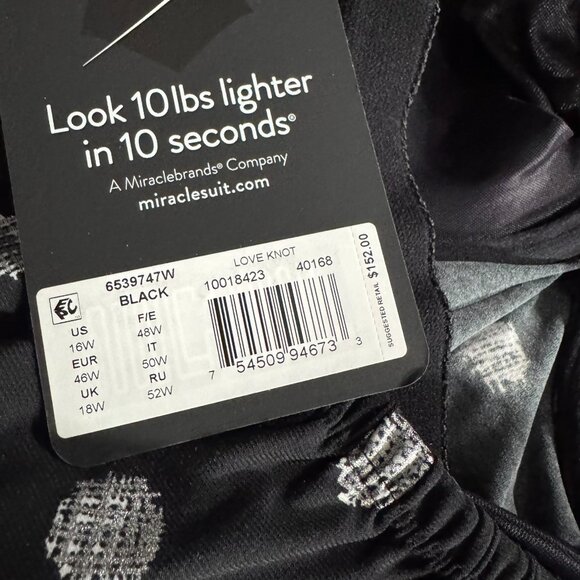 Look 10 lbs lighter
in 10 seconds®
A Miraclebrands® Company
miraclesuit.com
6539747W
BLACK
LOVE KNOT
10018423 40168
US F/E
16W 48W
EUR IT
46W 50W
UK RU
18W 52W
7 54509 94673 3
SUGGESTED RETAIL $152.00